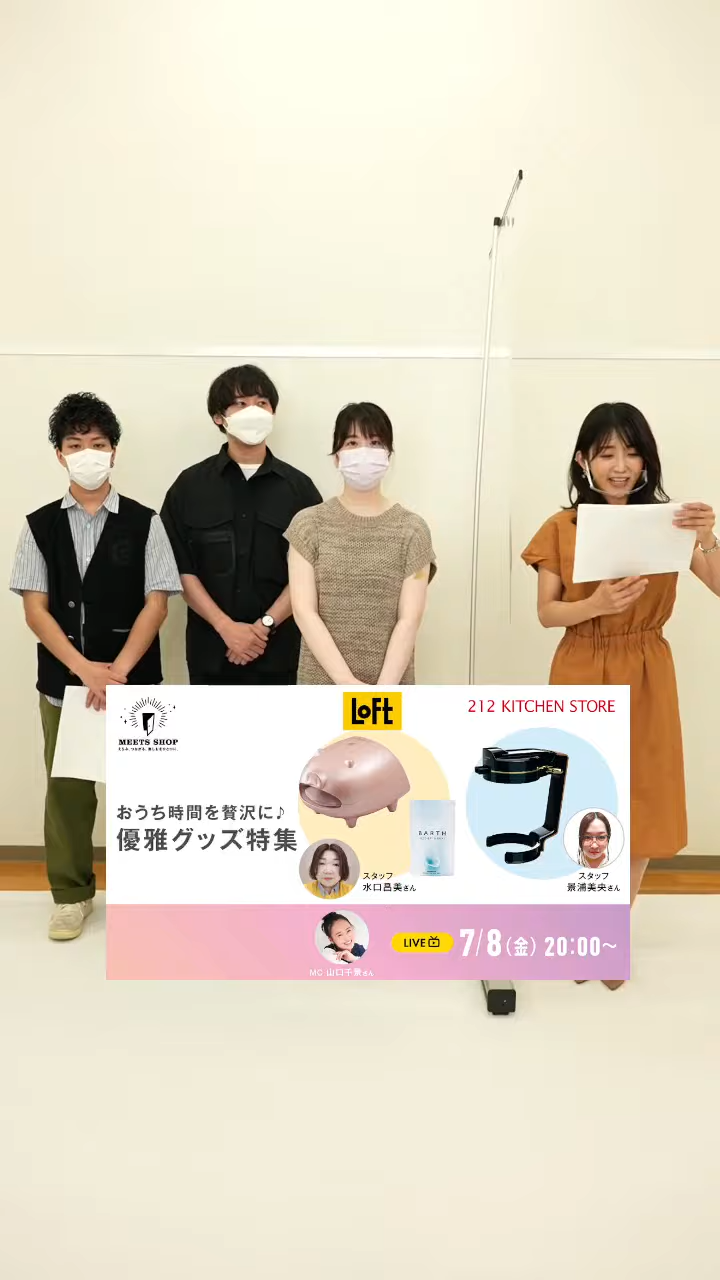 MEETS SHOP
LOFT
212 KITCHEN STORE
おうち時間を贅沢に♪
優雅グッズ特集
BARTH
スタッフ
水口昌美さん
スタッフ
景浦美央さん
MC 山口千景さん
LIVE
7/8(金) 20:00〜